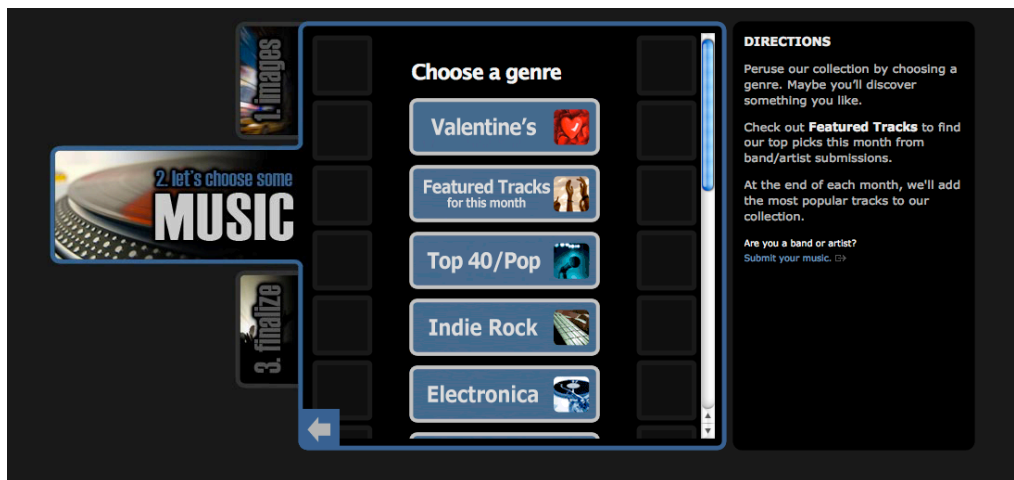 1. images
2. let's choose some
MUSIC
3. finalize
Choose a genre
Valentine's
Featured Tracks
for this month
Top 40/Pop
Indie Rock
Electronica
DIRECTIONS
Peruse our collection by choosing a
genre. Maybe you'll discover
something you like.
Check out Featured Tracks to find
our top picks this month from
band/artist submissions.
At the end of each month, we'll add
the most popular tracks to our
collection.
Are you a band or artist?
Submit your music.